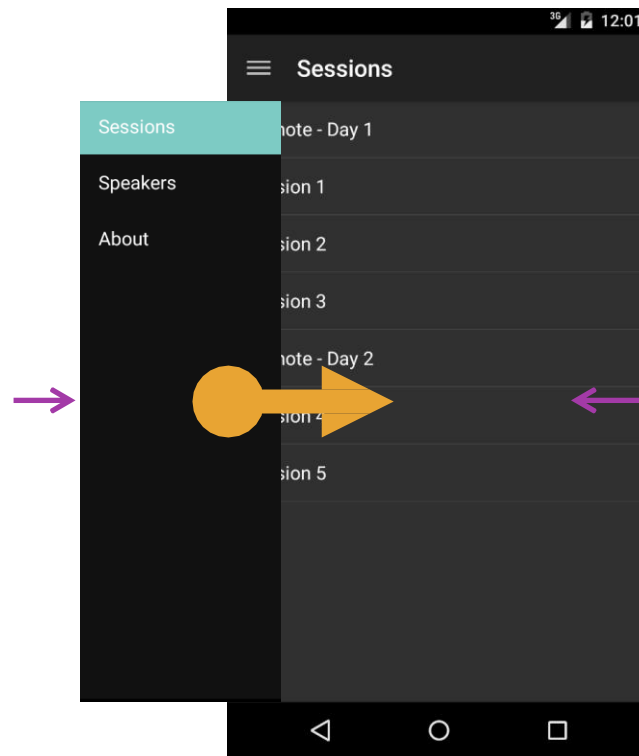 3G 12:01
Sessions
Sessions
Speakers
About
note - Day 1
sion 1
sion 2
sion 3
note - Day 2
sion 4
sion 5